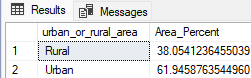 Results Messages
urban_or_rural_area Area_Percent
1 Rural 38.0541236455039
2 Urban 61.9458763544960